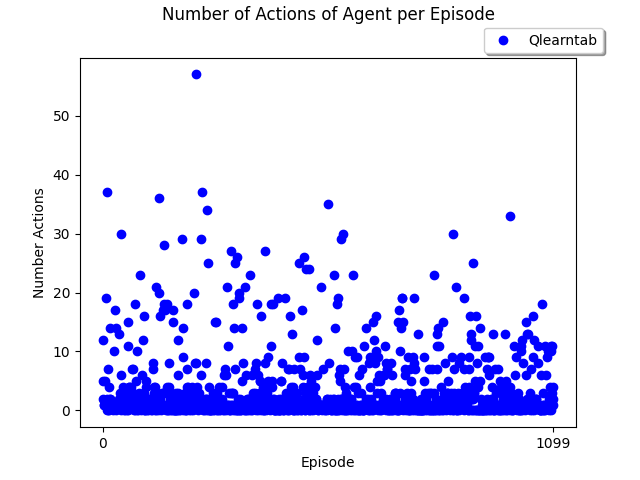 Number of Actions of Agent per Episode
Qlearntab
50
40
30
20
10
0
Number Actions
0 1099
Episode